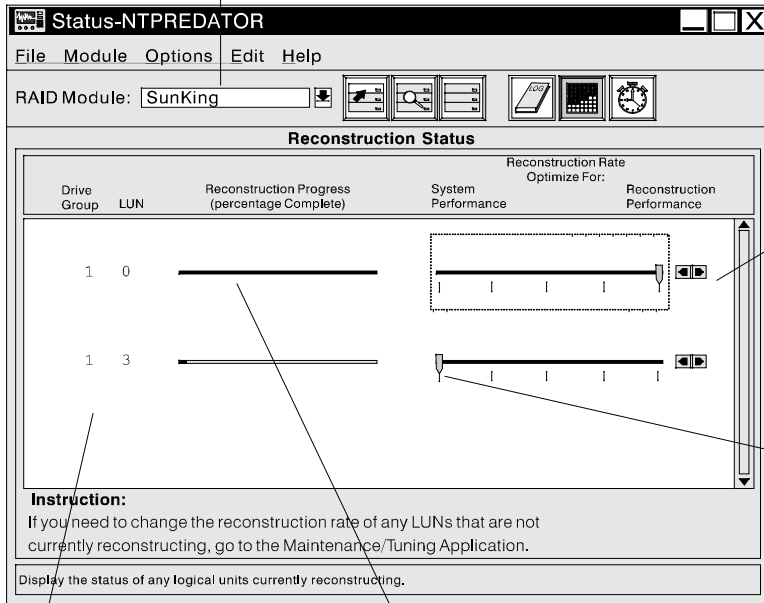 Status-NTPREDATOR
File Module Options Edit Help
RAID Module: SunKing
LOG
Reconstruction Status
Reconstruction Rate
Optimize For:
Drive Group LUN
Reconstruction Progress
(percentage Complete)
System Performance
Reconstruction Performance
1 0
1 3
Instruction:
If you need to change the reconstruction rate of any LUNs that are not
currently reconstructing, go to the Maintenance/Tuning Application.
Display the status of any logical units currently reconstructing.